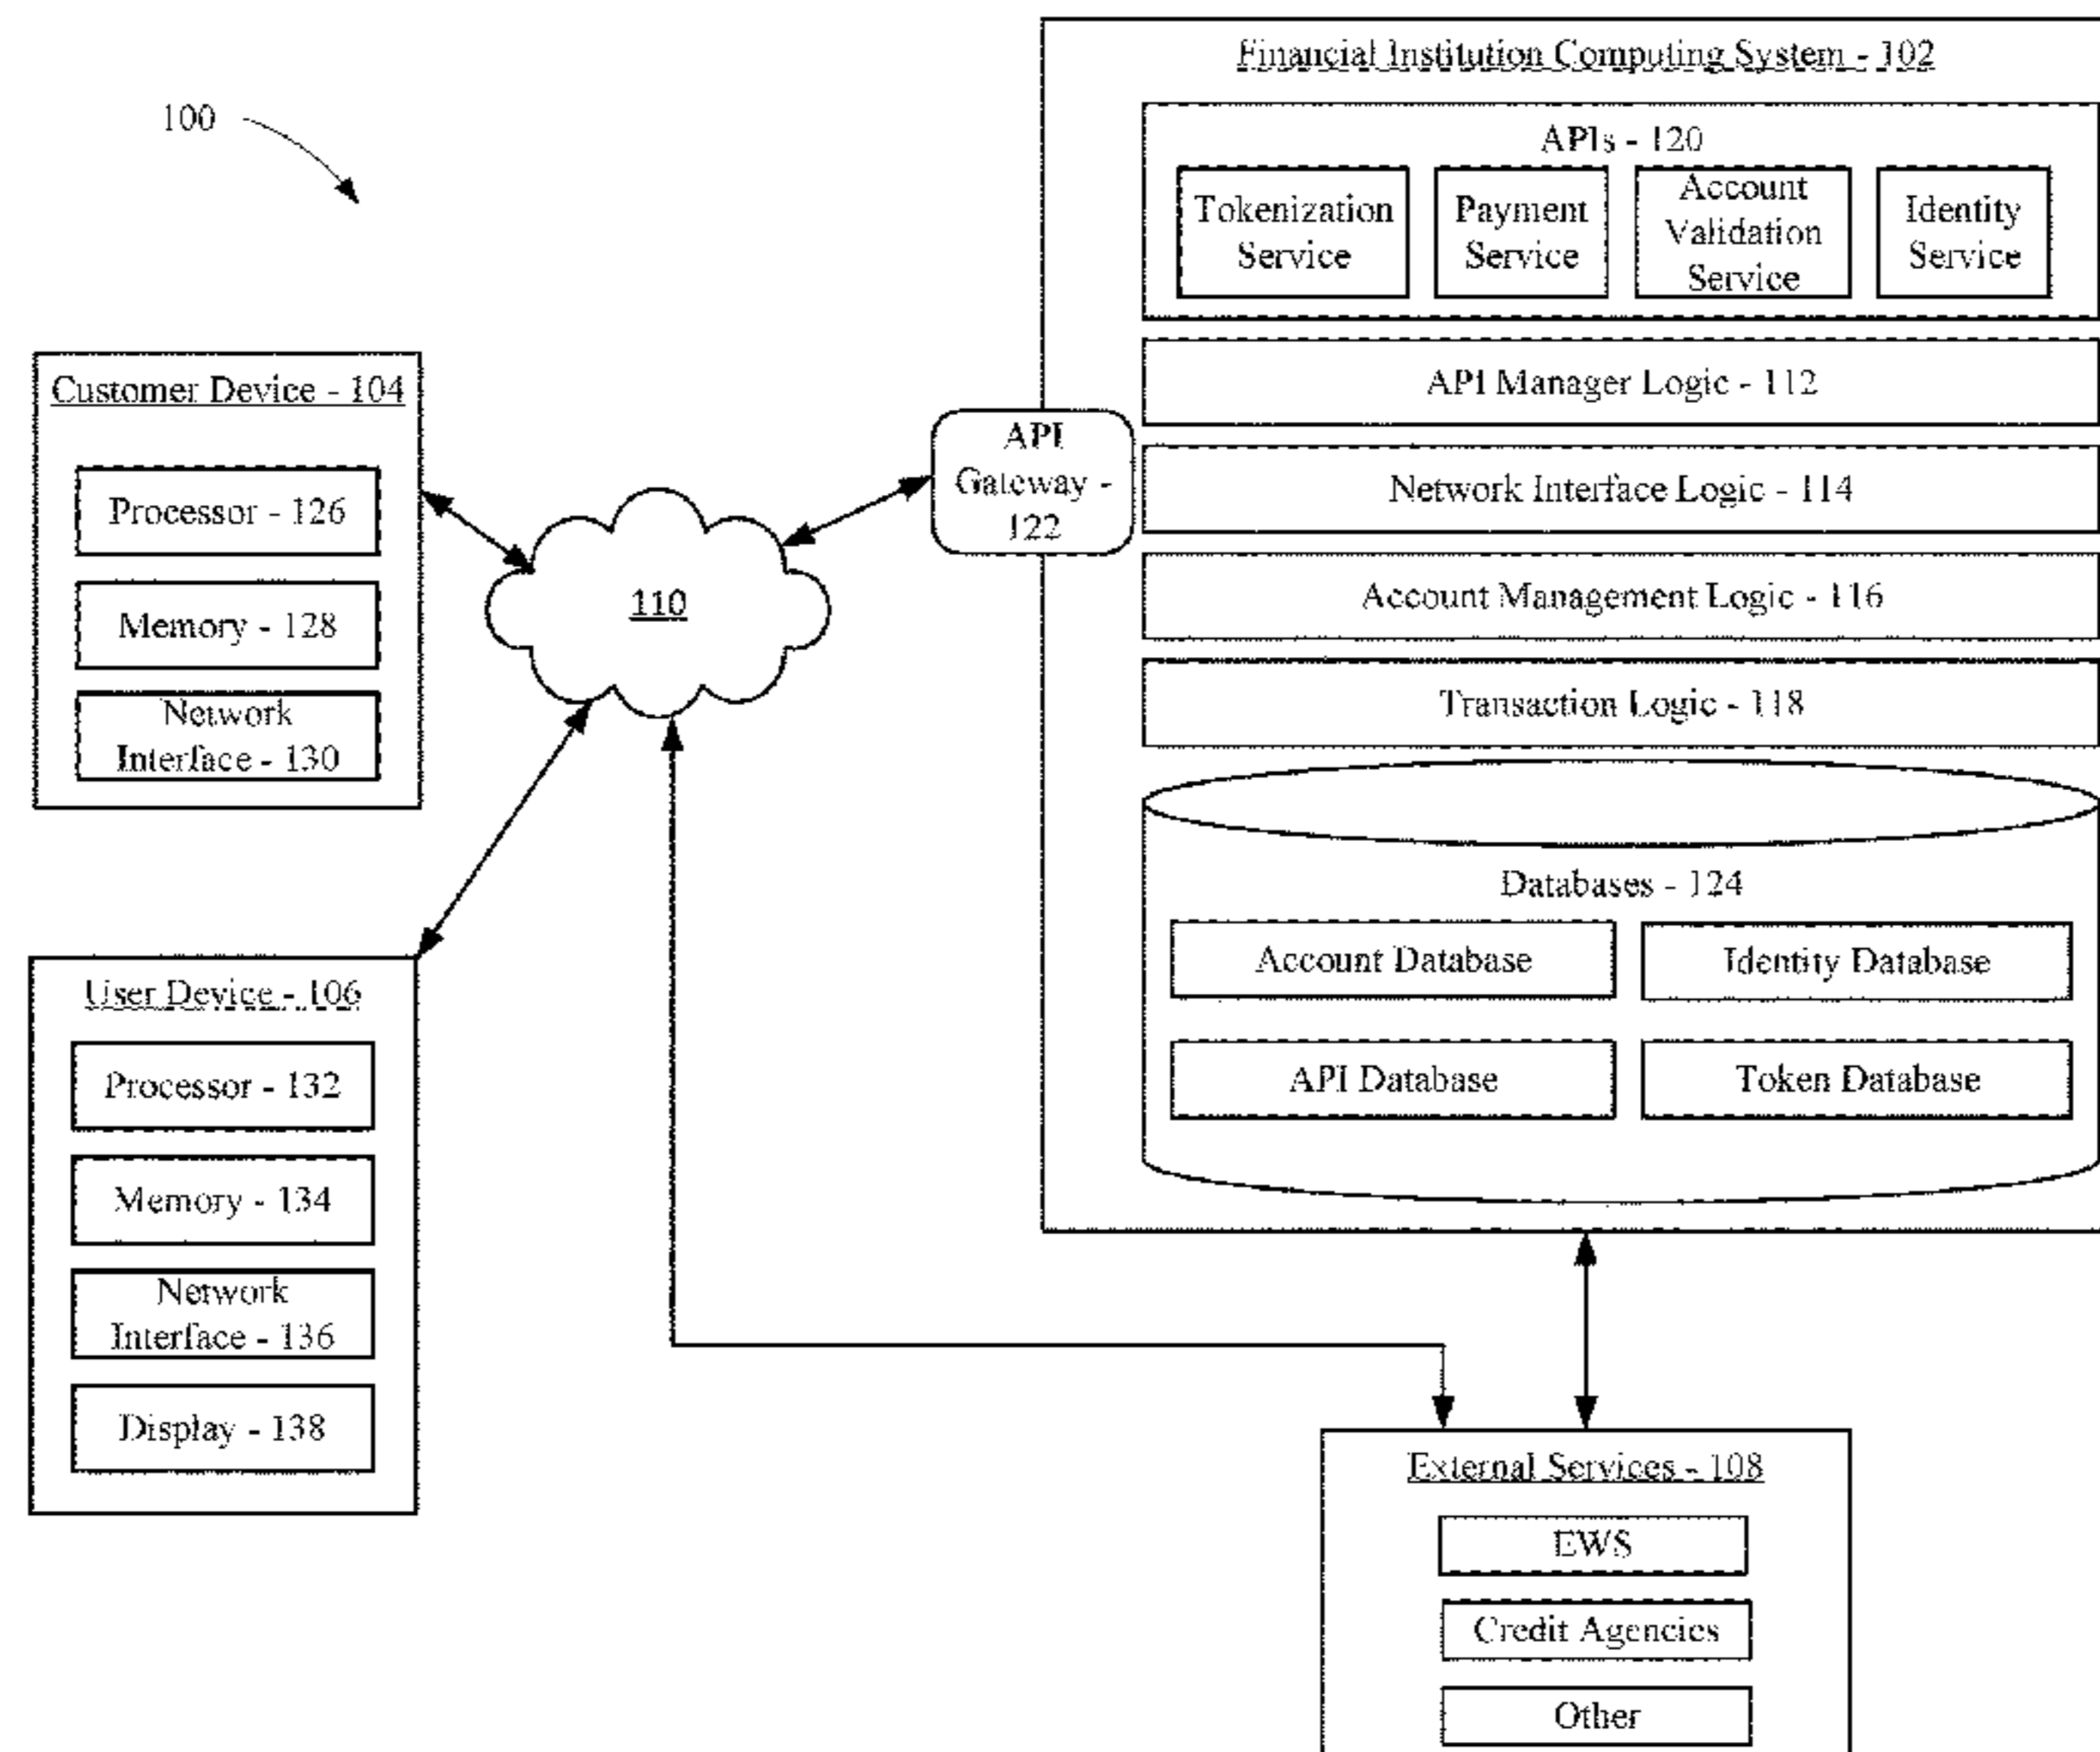 100
Financial Institution Computing System - 102
APIs - 120
Tokenization
Service
Payment
Service
Account
Validation
Service
Identity
Service
API Manager Logic - 112
API
Gateway -
122
Network Interface Logic - 114
Account Management Logic - 116
Transaction Logic - 118
Databases - 124
Account Database
Identity Database
API Database
Token Database
Customer Device - 104
Processor - 126
Memory - 128
Network
Interface - 130
110
User Device - 106
Processor - 132
Memory - 134
Network
Interface - 136
Display - 138
External Services - 108
EWS
Credit Agencies
Other